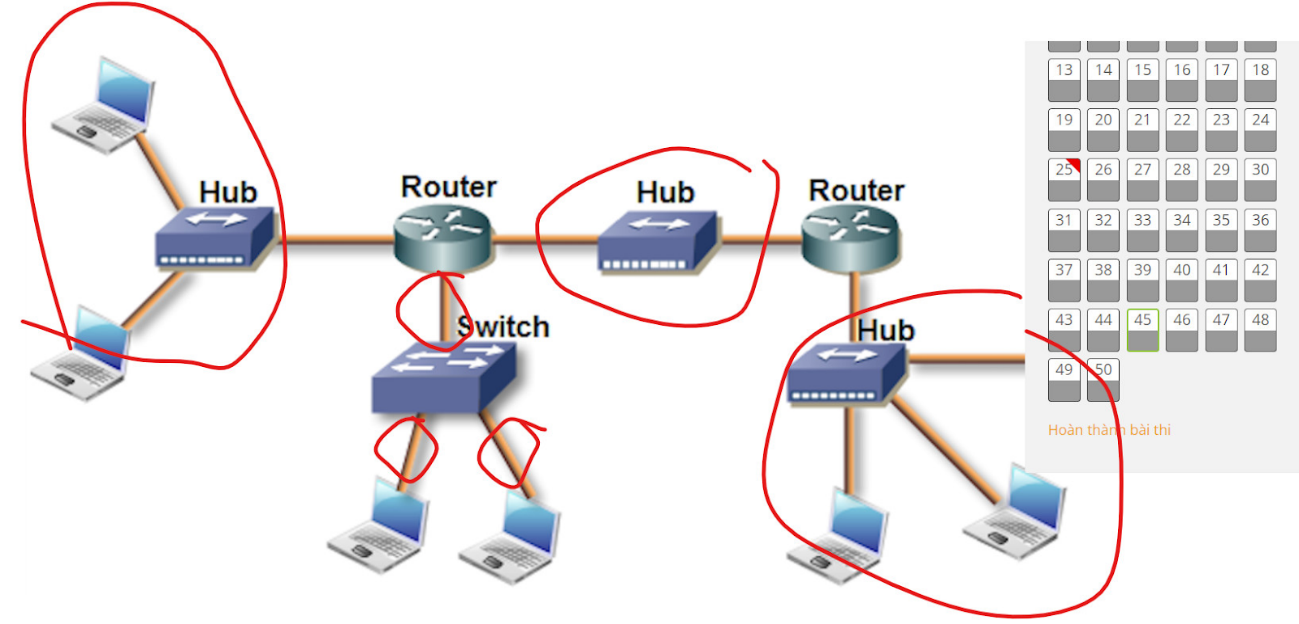 Hub
Router
Hub
Router
Switch
Hub
13 14 15 16 17 18
19 20 21 22 23 24
25 26 27 28 29 30
31 32 33 34 35 36
37 38 39 40 41 42
43 44 45 46 47 48
49 50
Hoàn thành bài thi